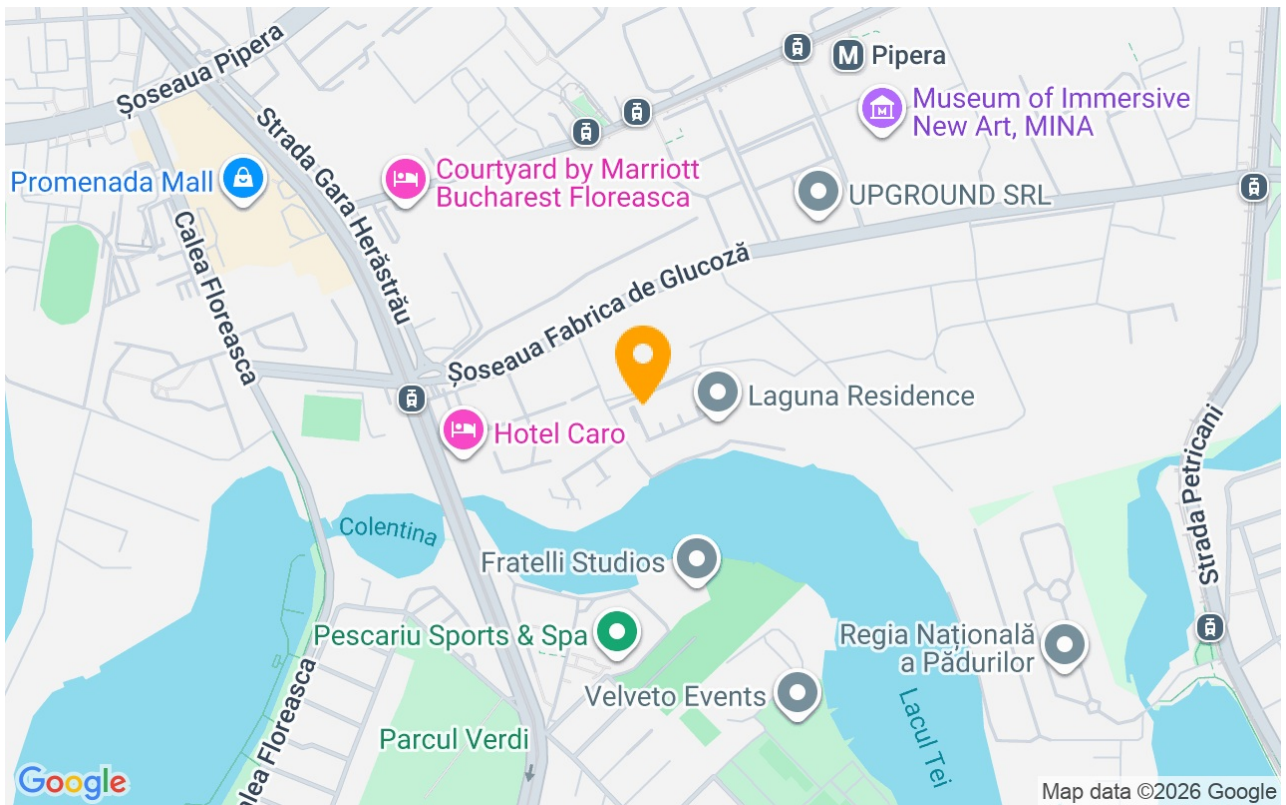 Șoseaua Pipera
Strada Gara Herăstrău
M Pipera
Museum of Immersive
New Art, MINA
Promenada Mall
Courtyard by Marriott
Bucharest Floreasca
UPGROUND SRL
Calea Floreasca
Șoseaua Fabrica de Glucoză
Laguna Residence
Hotel Caro
Strada Petricani
Colentina
Fratelli Studios
Pescariu Sports & Spa
Regia Națională
a Pădurilor
Velveto Events
Lacul Tei
Parcul Verdi
alea Floreasca
Google
Map data ©2026 Google